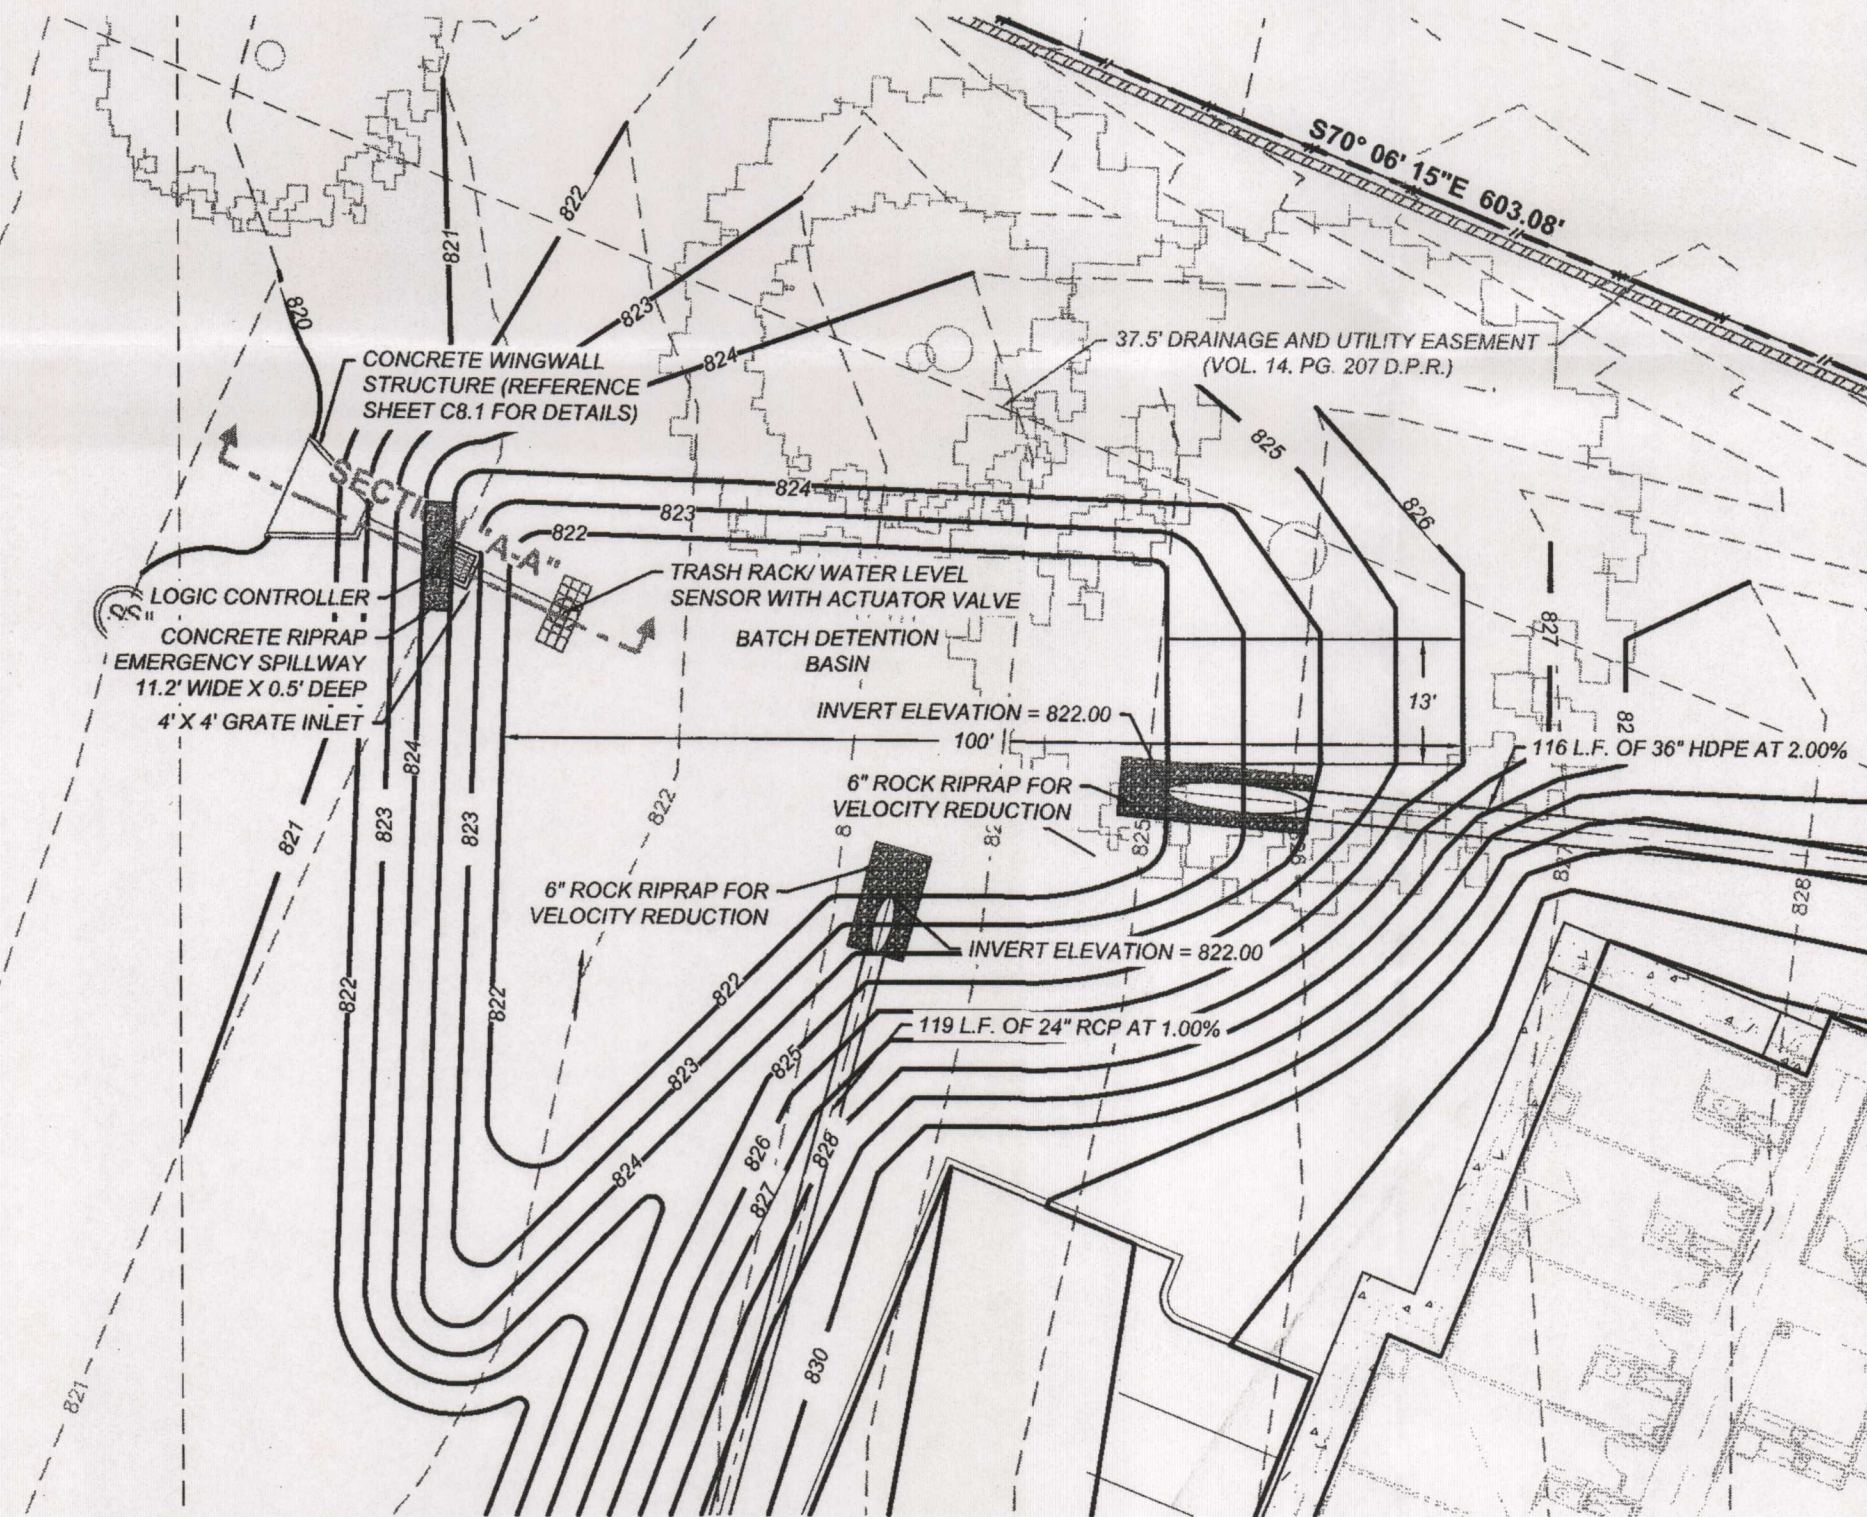 S70° 06' 15"E 603.08'
822
821
820
823
824
CONCRETE WINGWALL
STRUCTURE (REFERENCE
SHEET C8.1 FOR DETAILS)
37.5' DRAINAGE AND UTILITY EASEMENT
(VOL. 14. PG. 207 D.P.R.)
825
826
SECTI
"A-A"
824
823
822
827
LOGIC CONTROLLER
CONCRETE RIPRAP
EMERGENCY SPILLWAY
11.2' WIDE X 0.5' DEEP
4' X 4' GRATE INLET
TRASH RACK/ WATER LEVEL
SENSOR WITH ACTUATOR VALVE
BATCH DETENTION
BASIN
INVERT ELEVATION = 822.00
100'
13'
82
116 L.F. OF 36" HDPE AT 2.00%
6" ROCK RIPRAP FOR
VELOCITY REDUCTION
824
823
823
821
822
8
82
825
827
828
6" ROCK RIPRAP FOR
VELOCITY REDUCTION
INVERT ELEVATION = 822.00
822
822
822
119 L.F. OF 24" RCP AT 1.00%
823
825
824
826
828
827
830
821